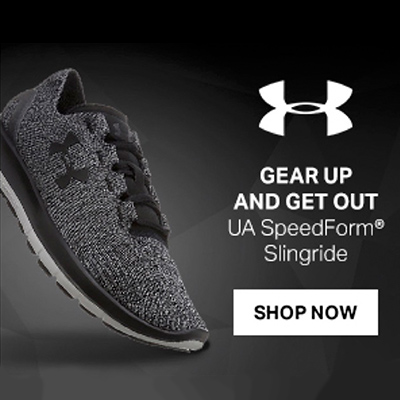 GEAR UP
AND GET OUT
UA SpeedForm®
Slingride
SHOP NOW